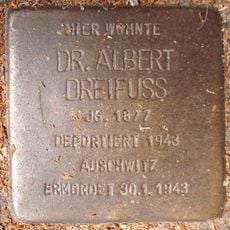 HIER WOHNTE
DR. ALBERT
DREIFUSS
JG. 1877
DEPORTIERT 1943
AUSCHWITZ
ERMORDET 30.1.1943